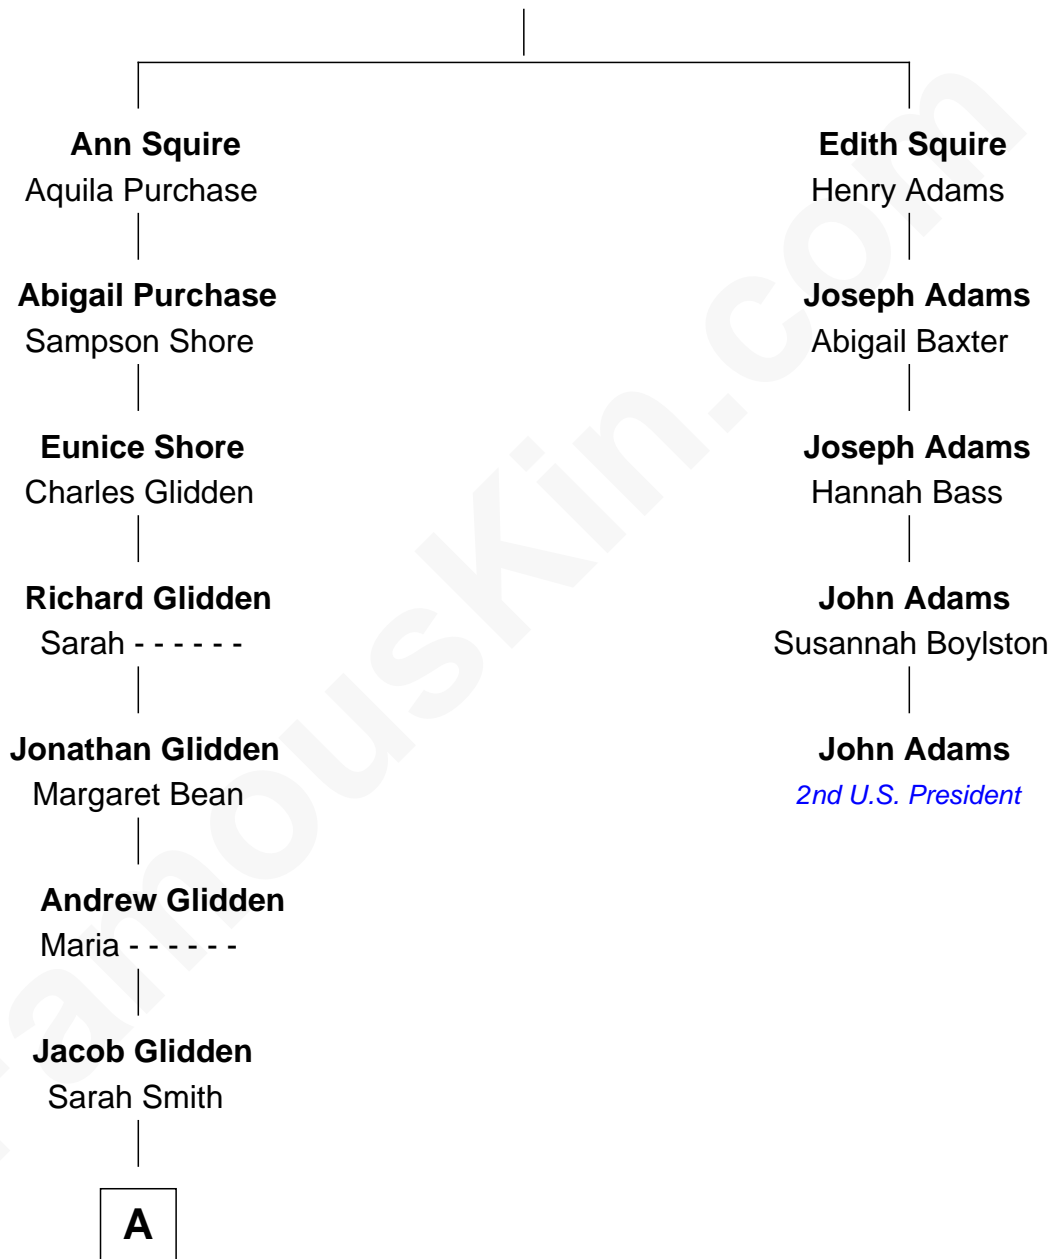 Ann Squire
Aquila Purchase
Abigail Purchase
Sampson Shore
Eunice Shore
Charles Glidden
Richard Glidden
Sarah - - - - - -
Jonathan Glidden
Margaret Bean
Andrew Glidden
Maria - - - - - -
Jacob Glidden
Sarah Smith
A
Edith Squire
Henry Adams
Joseph Adams
Abigail Baxter
Joseph Adams
Hannah Bass
John Adams
Susannah Boylston
John Adams
2nd U.S. President
FamousKin.com